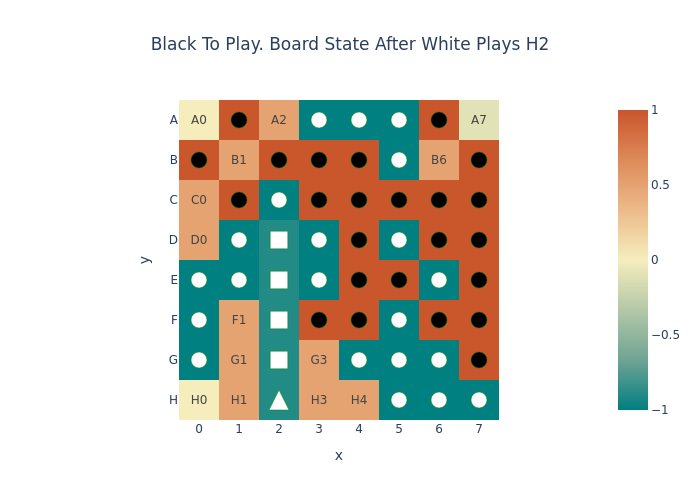 Black To Play. Board State After White Plays H2
A A0 A2 A7
B B1 B6
C C0
D D0
E
F F1
G G1 G3
H H0 H1 H3 H4
0 1 2 3 4 5 6 7
x
y
1
0.5
0
−0.5
−1